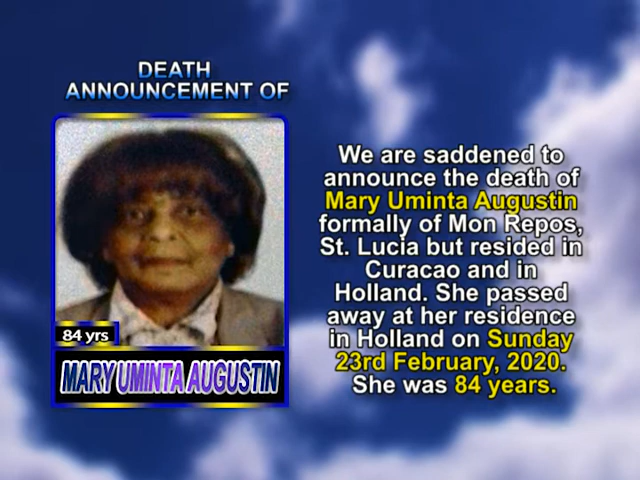 DEATH
ANNOUNCEMENT OF
84 yrs
MARY UMINTA AUGUSTIN
We are saddened to
announce the death of
Mary Uminta Augustin
formally of Mon Repos,
St. Lucia but resided in
Curacao and in
Holland. She passed
away at her residence
in Holland on Sunday
23rd February, 2020.
She was 84 years.